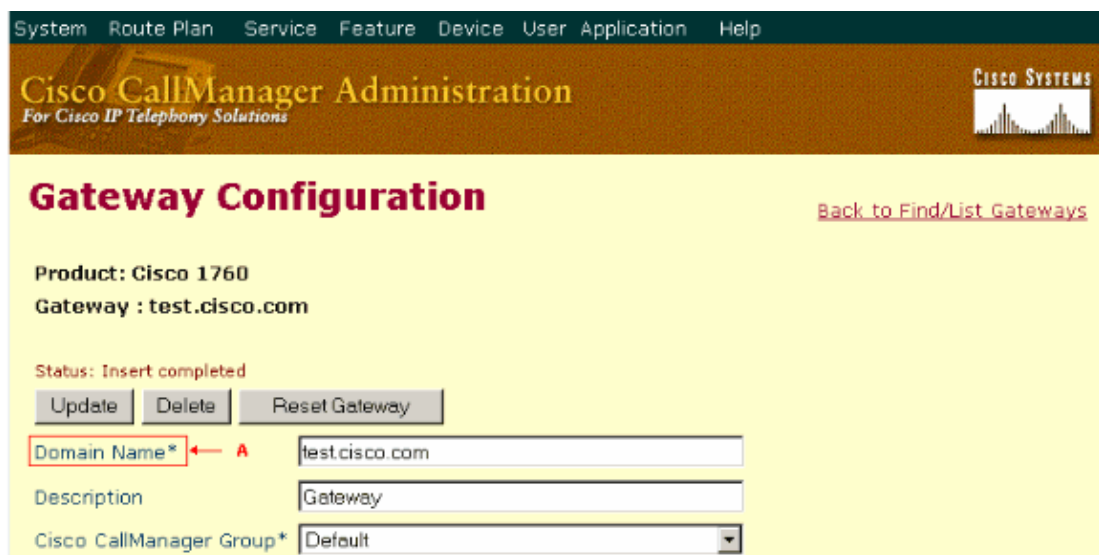 System Route Plan Service Feature Device User Application Help
Cisco CallManager Administration
For Cisco IP Telephony Solutions
CISCO SYSTEMS
Gateway Configuration
Back to Find/List Gateways
Product: Cisco 1760
Gateway : test.cisco.com
Status: Insert completed
Update Delete Reset Gateway
Domain Name* A test.cisco.com
Description Gateway
Cisco CallManager Group* Default